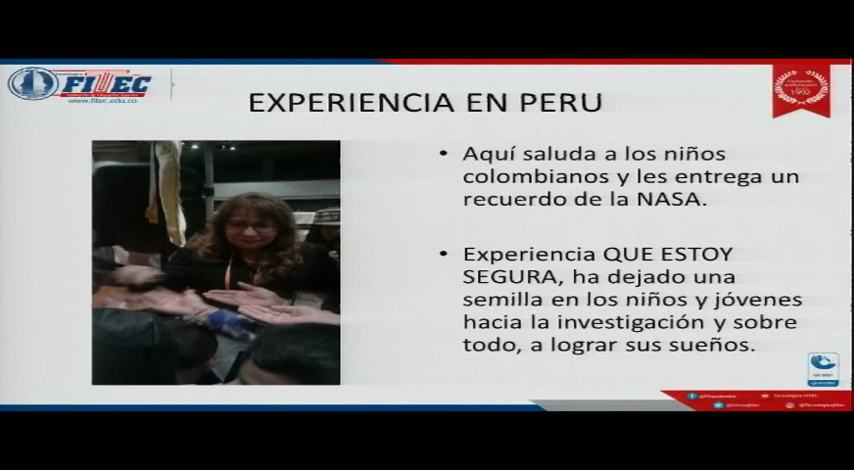 FITEC
www.fitec.edu.co
EXPERIENCIA EN PERU
• Aquí saluda a los niños
colombianos y les entrega un
recuerdo de la NASA.
• Experiencia QUE ESTOY
SEGURA, ha dejado una
semilla en los niños y jóvenes
hacia la investigación y sobre
todo, a lograr sus sueños.